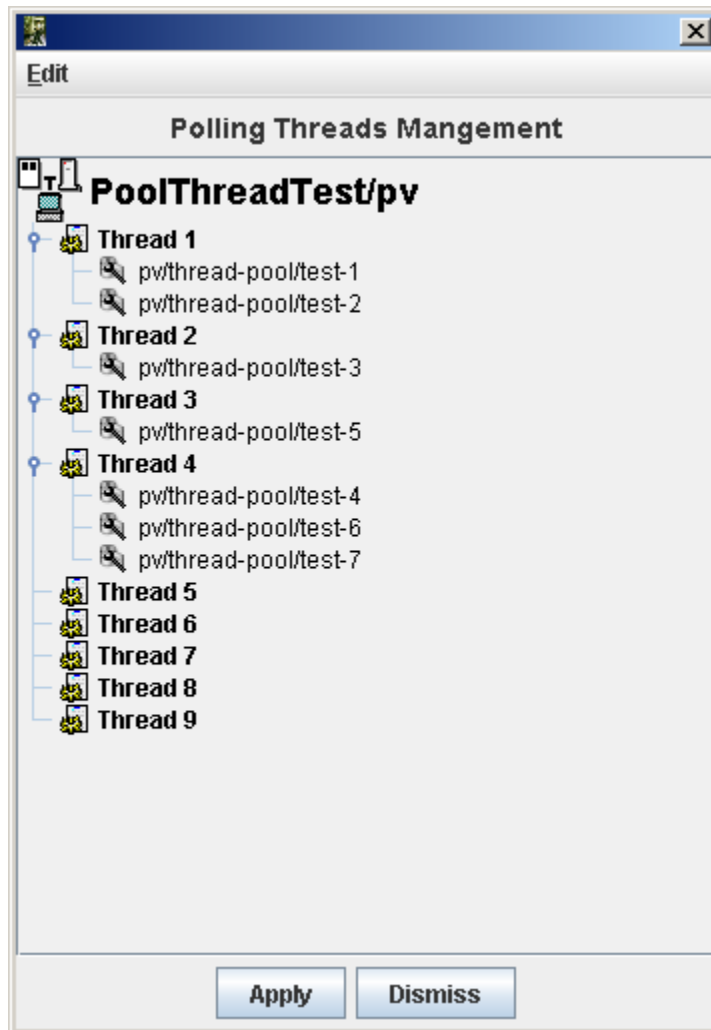 Edit
Polling Threads Mangement
PoolThreadTest/pv
Thread 1
pv/thread-pool/test-1
pv/thread-pool/test-2
Thread 2
pv/thread-pool/test-3
Thread 3
pv/thread-pool/test-5
Thread 4
pv/thread-pool/test-4
pv/thread-pool/test-6
pv/thread-pool/test-7
Thread 5
Thread 6
Thread 7
Thread 8
Thread 9
Apply Dismiss